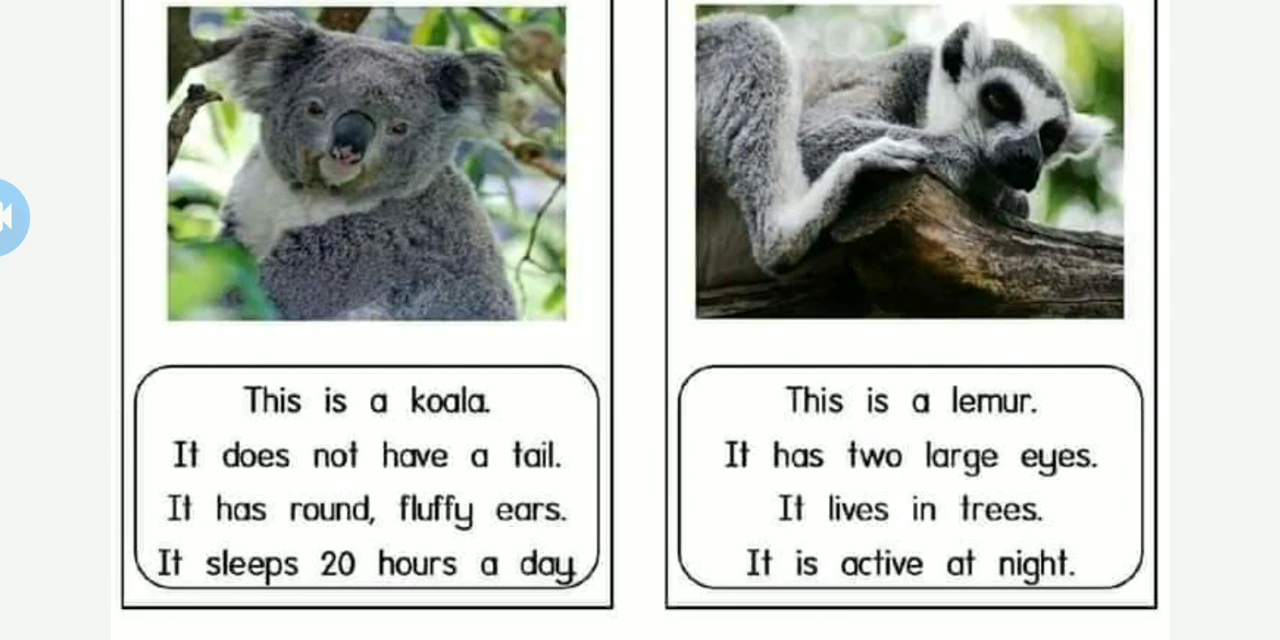 This is a koala.
It does not have a tail.
It has round, fluffy ears.
It sleeps 20 hours a day
This is a lemur.
It has two large eyes.
It lives in trees.
It is active at night.